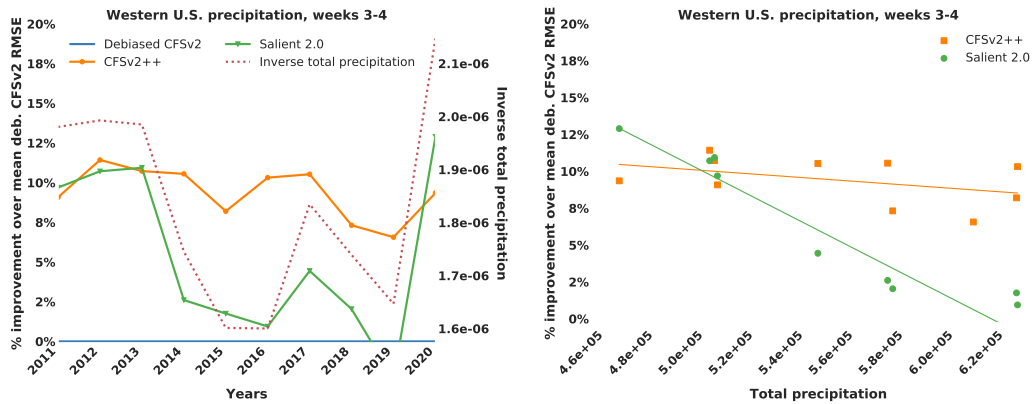 Western U.S. precipitation, weeks 3-4
% improvement over mean deb. CFSv2 RMSE
20%
18%
15%
12%
10%
8%
5%
2%
0%
Debiased CFSv2
CFSv2++
Salient 2.0
Inverse total precipitation
2.1e-06
2.0e-06
1.9e-06
1.8e-06
1.7e-06
1.6e-06
Inverse total precipitation
2011
2012
2013
2014
2015
2016
2017
2018
2019
2020
Years
Western U.S. precipitation, weeks 3-4
% improvement over mean deb. CFSv2 RMSE
20%
18%
15%
12%
10%
8%
5%
2%
0%
CFSv2++
Salient 2.0
4.6e+05
4.8e+05
5.0e+05
5.2e+05
5.4e+05
5.6e+05
5.8e+05
6.0e+05
6.2e+05
Total precipitation